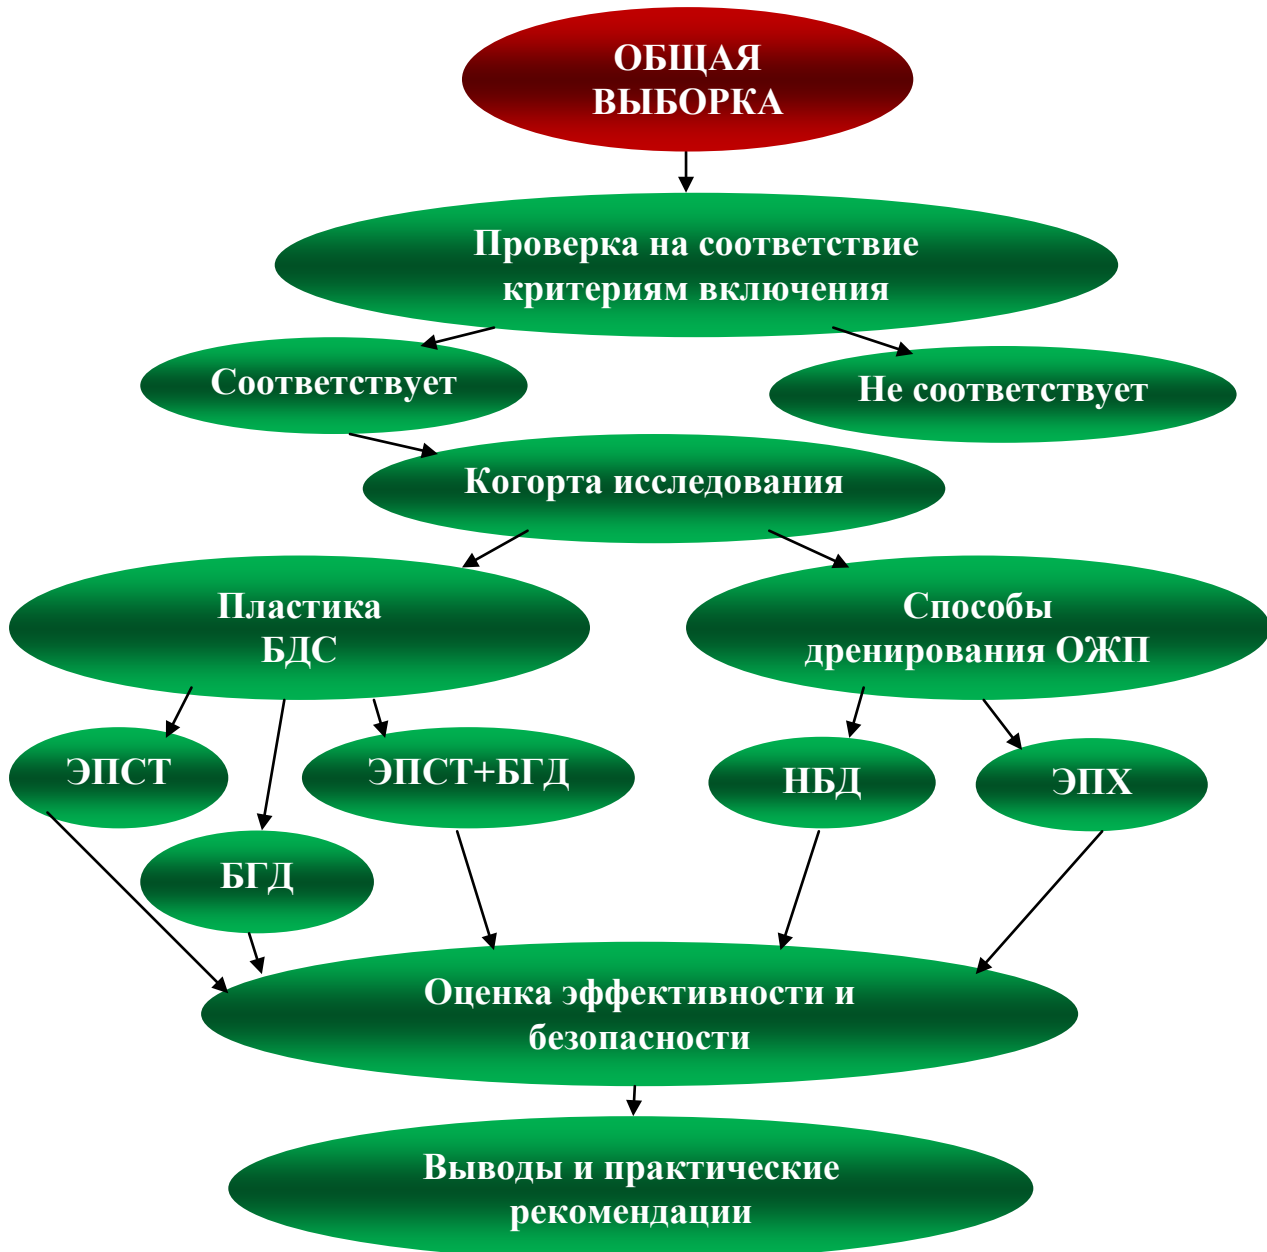 ОБЩАЯ
ВЫБОРКА
Проверка на соответствие
критериям включения
Соответствует
Не соответствует
Когорта исследования
Пластика
БДС
Способы
дренирования ОЖП
ЭПСТ
ЭПСТ+БГД
НБД
ЭПХ
БГД
Оценка эффективности и
безопасности
Выводы и практические
рекомендации